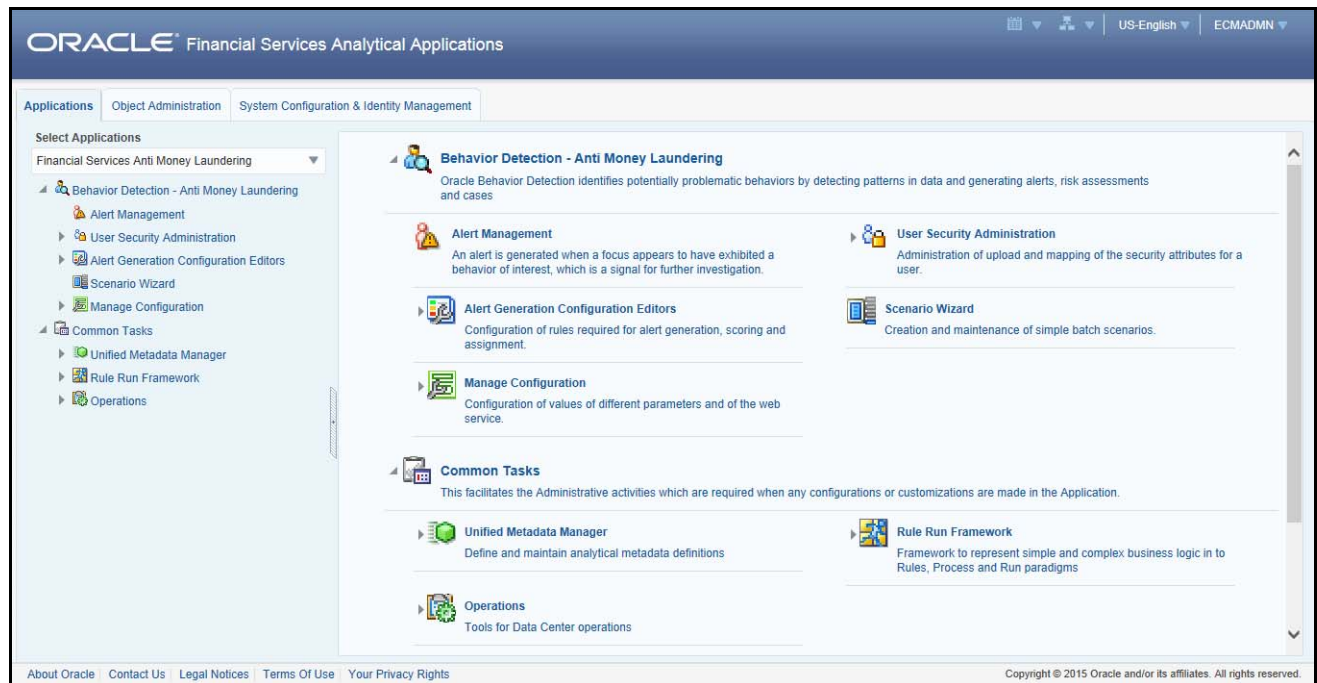 US-English ECMADMN
ORACLE® Financial Services Analytical Applications
Applications Object Administration System Configuration & Identity Management
Select Applications
Financial Services Anti Money Laundering
Behavior Detection - Anti Money Laundering
Alert Management
User Security Administration
Alert Generation Configuration Editors
Scenario Wizard
Manage Configuration
Common Tasks
Unified Metadata Manager
Rule Run Framework
Operations
Behavior Detection - Anti Money Laundering
Oracle Behavior Detection identifies potentially problematic behaviors by detecting patterns in data and generating alerts, risk assessments
and cases
Alert Management
An alert is generated when a focus appears to have exhibited a
behavior of interest, which is a signal for further investigation.
User Security Administration
Administration of upload and mapping of the security attributes for a
user.
Alert Generation Configuration Editors
Configuration of rules required for alert generation, scoring and
assignment.
Scenario Wizard
Creation and maintenance of simple batch scenarios.
Manage Configuration
Configuration of values of different parameters and of the web
service.
Common Tasks
This facilitates the Administrative activities which are required when any configurations or customizations are made in the Application.
Unified Metadata Manager
Define and maintain analytical metadata definitions
Rule Run Framework
Framework to represent simple and complex business logic in to
Rules, Process and Run paradigms
Operations
Tools for Data Center operations
About Oracle Contact Us Legal Notices Terms Of Use Your Privacy Rights
Copyright © 2015 Oracle and/or its affiliates. All rights reserved.